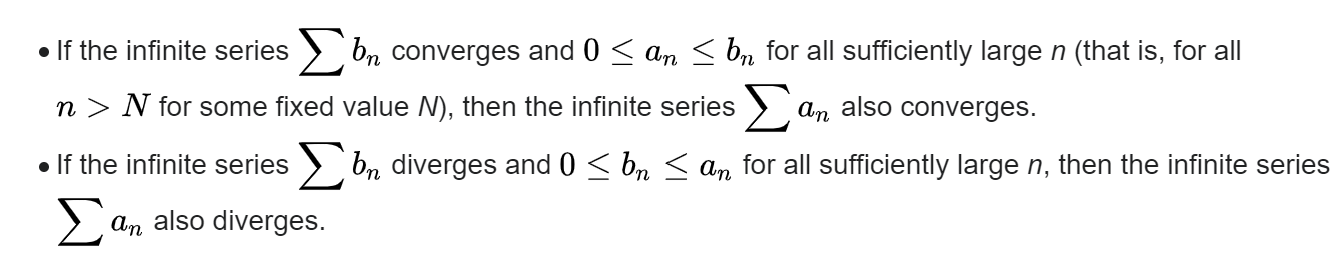 • If the infinite series ∑ bₙ converges and 0 ≤ aₙ ≤ bₙ for all sufficiently large n (that is, for all
n > N for some fixed value N), then the infinite series ∑ aₙ also converges.
• If the infinite series ∑ bₙ diverges and 0 ≤ bₙ ≤ aₙ for all sufficiently large n, then the infinite series
∑ aₙ also diverges.